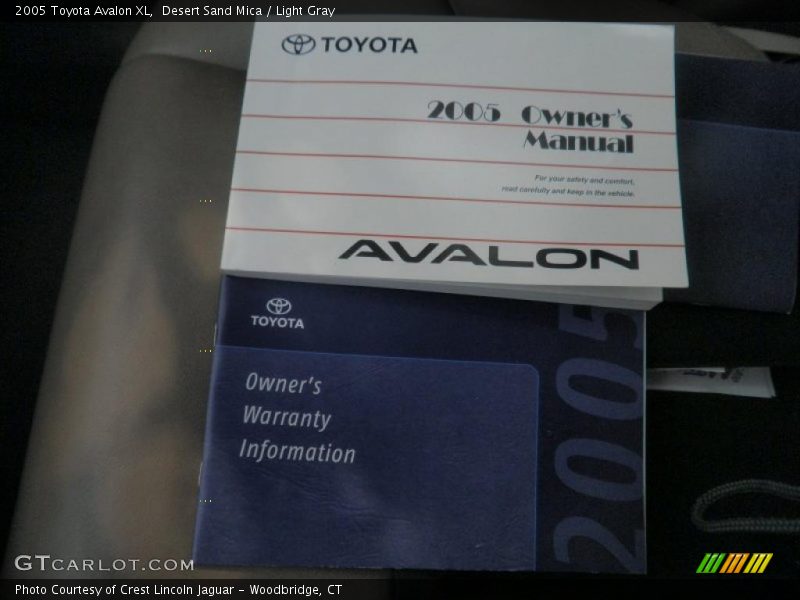 2005 Toyota Avalon XL,  Desert Sand Mica / Light Gray
TOYOTA
2005 Owner's
Manual
For your safety and comfort,
read carefully and keep in the vehicle.
AVALON
TOYOTA
Owner's
Warranty
Information
2005
GTCARLOT.COM
Photo Courtesy of Crest Lincoln Jaguar - Woodbridge, CT